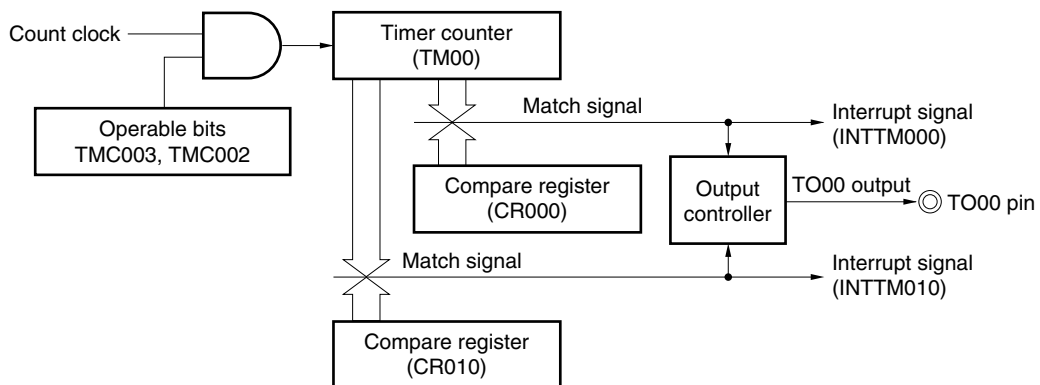 Count clock
Timer counter
(TM00)
Operable bits
TMC003, TMC002
Match signal
Interrupt signal
(INTTM000)
Compare register
(CR000)
Output
controller
TO00 output
TO00 pin
Match signal
Interrupt signal
(INTTM010)
Compare register
(CR010)